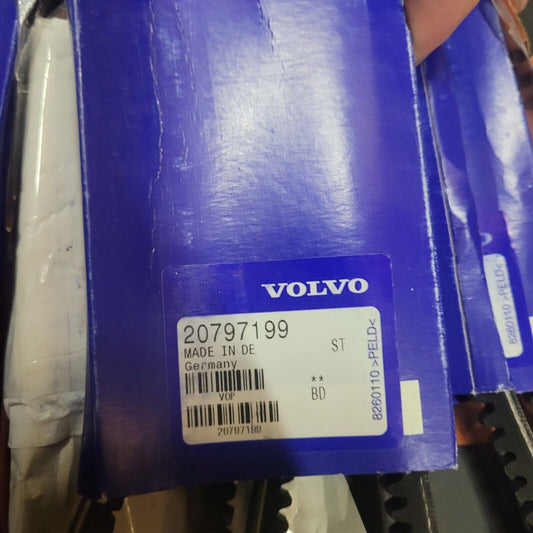 VOLVO
20797199 ST
MADE IN DE
Germany
**
VOP BD
20797199
8260110 >PELD<
8260110 >PELD<